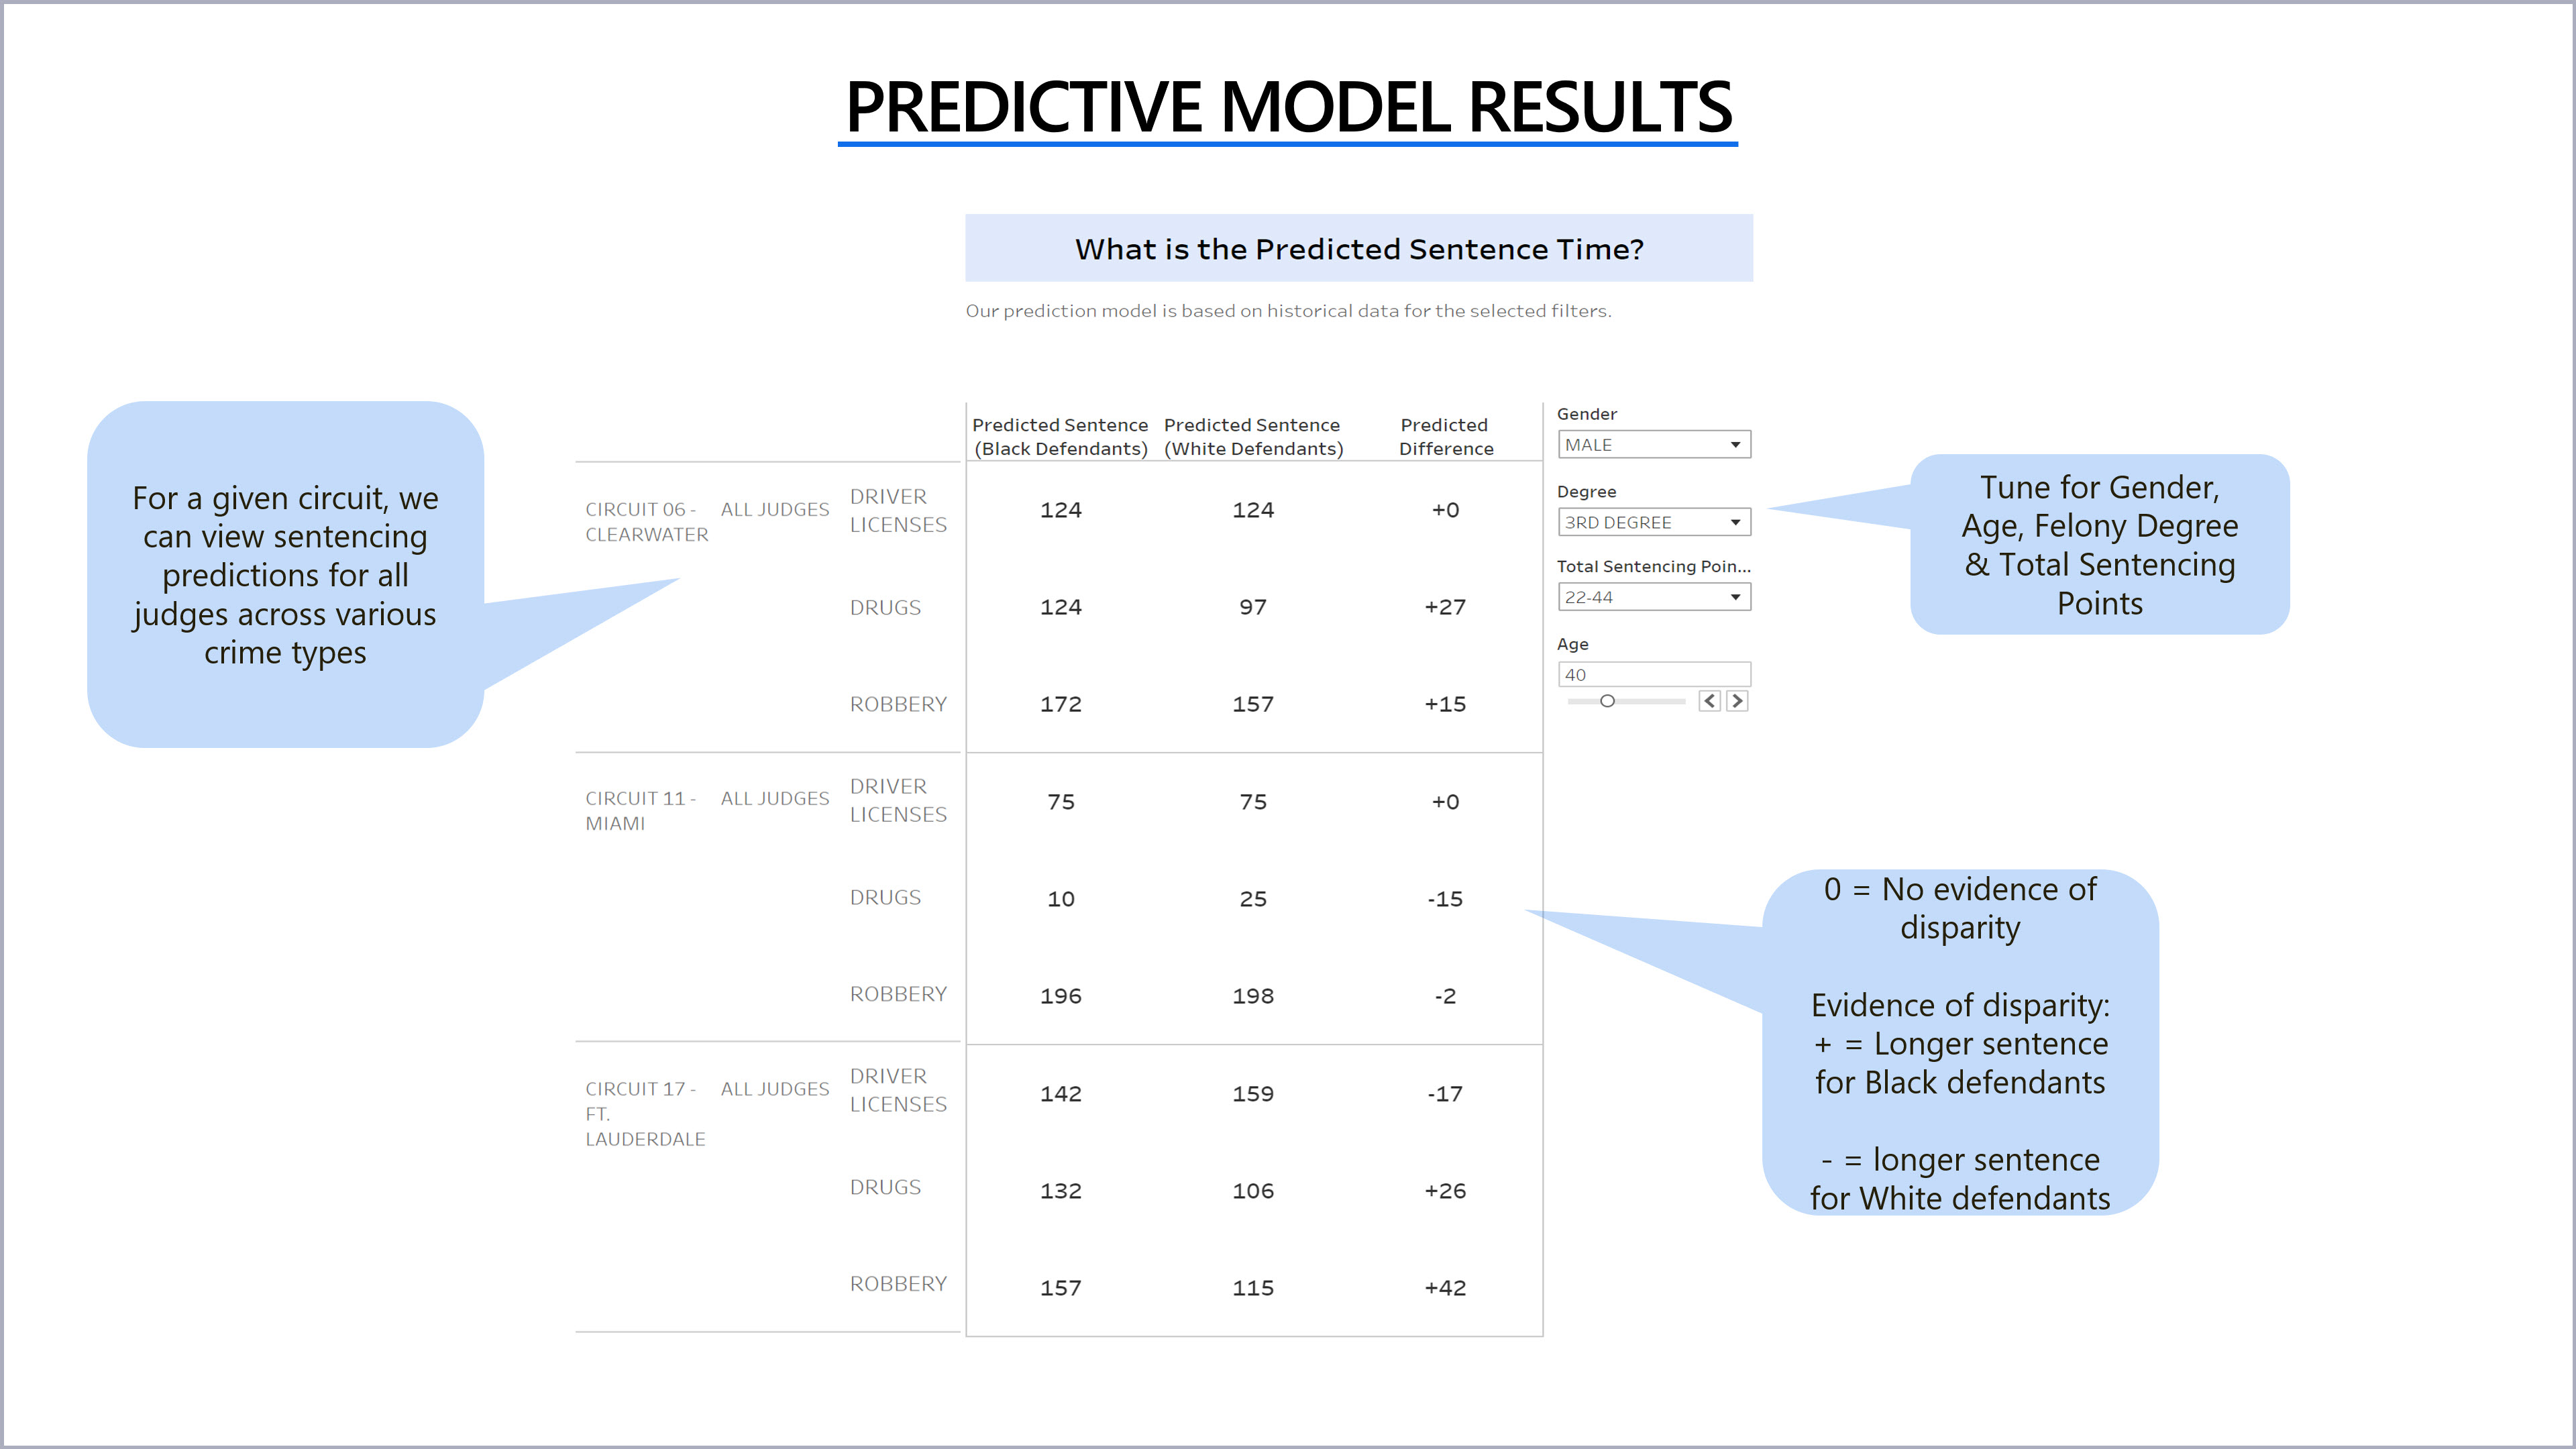 PREDICTIVE MODEL RESULTS
What is the Predicted Sentence Time?
Our prediction model is based on historical data for the selected filters.
For a given circuit, we
can view sentencing
predictions for all
judges across various
crime types
Predicted Sentence Predicted Sentence Predicted
(Black Defendants) (White Defendants) Difference
CIRCUIT 06 - ALL JUDGES DRIVER
CLEARWATER LICENSES 124 124 +0
DRUGS 124 97 +27
ROBBERY 172 157 +15
CIRCUIT 11 - ALL JUDGES DRIVER
MIAMI LICENSES 75 75 +0
DRUGS 10 25 -15
ROBBERY 196 198 -2
CIRCUIT 17 - ALL JUDGES DRIVER
FT. LICENSES 142 159 -17
LAUDERDALE
DRUGS 132 106 +26
ROBBERY 157 115 +42
Gender
MALE
Degree
3RD DEGREE
Total Sentencing Poin...
22-44
Age
40
Tune for Gender,
Age, Felony Degree
& Total Sentencing
Points
0 = No evidence of
disparity
Evidence of disparity:
+ = Longer sentence
for Black defendants
- = longer sentence
for White defendants